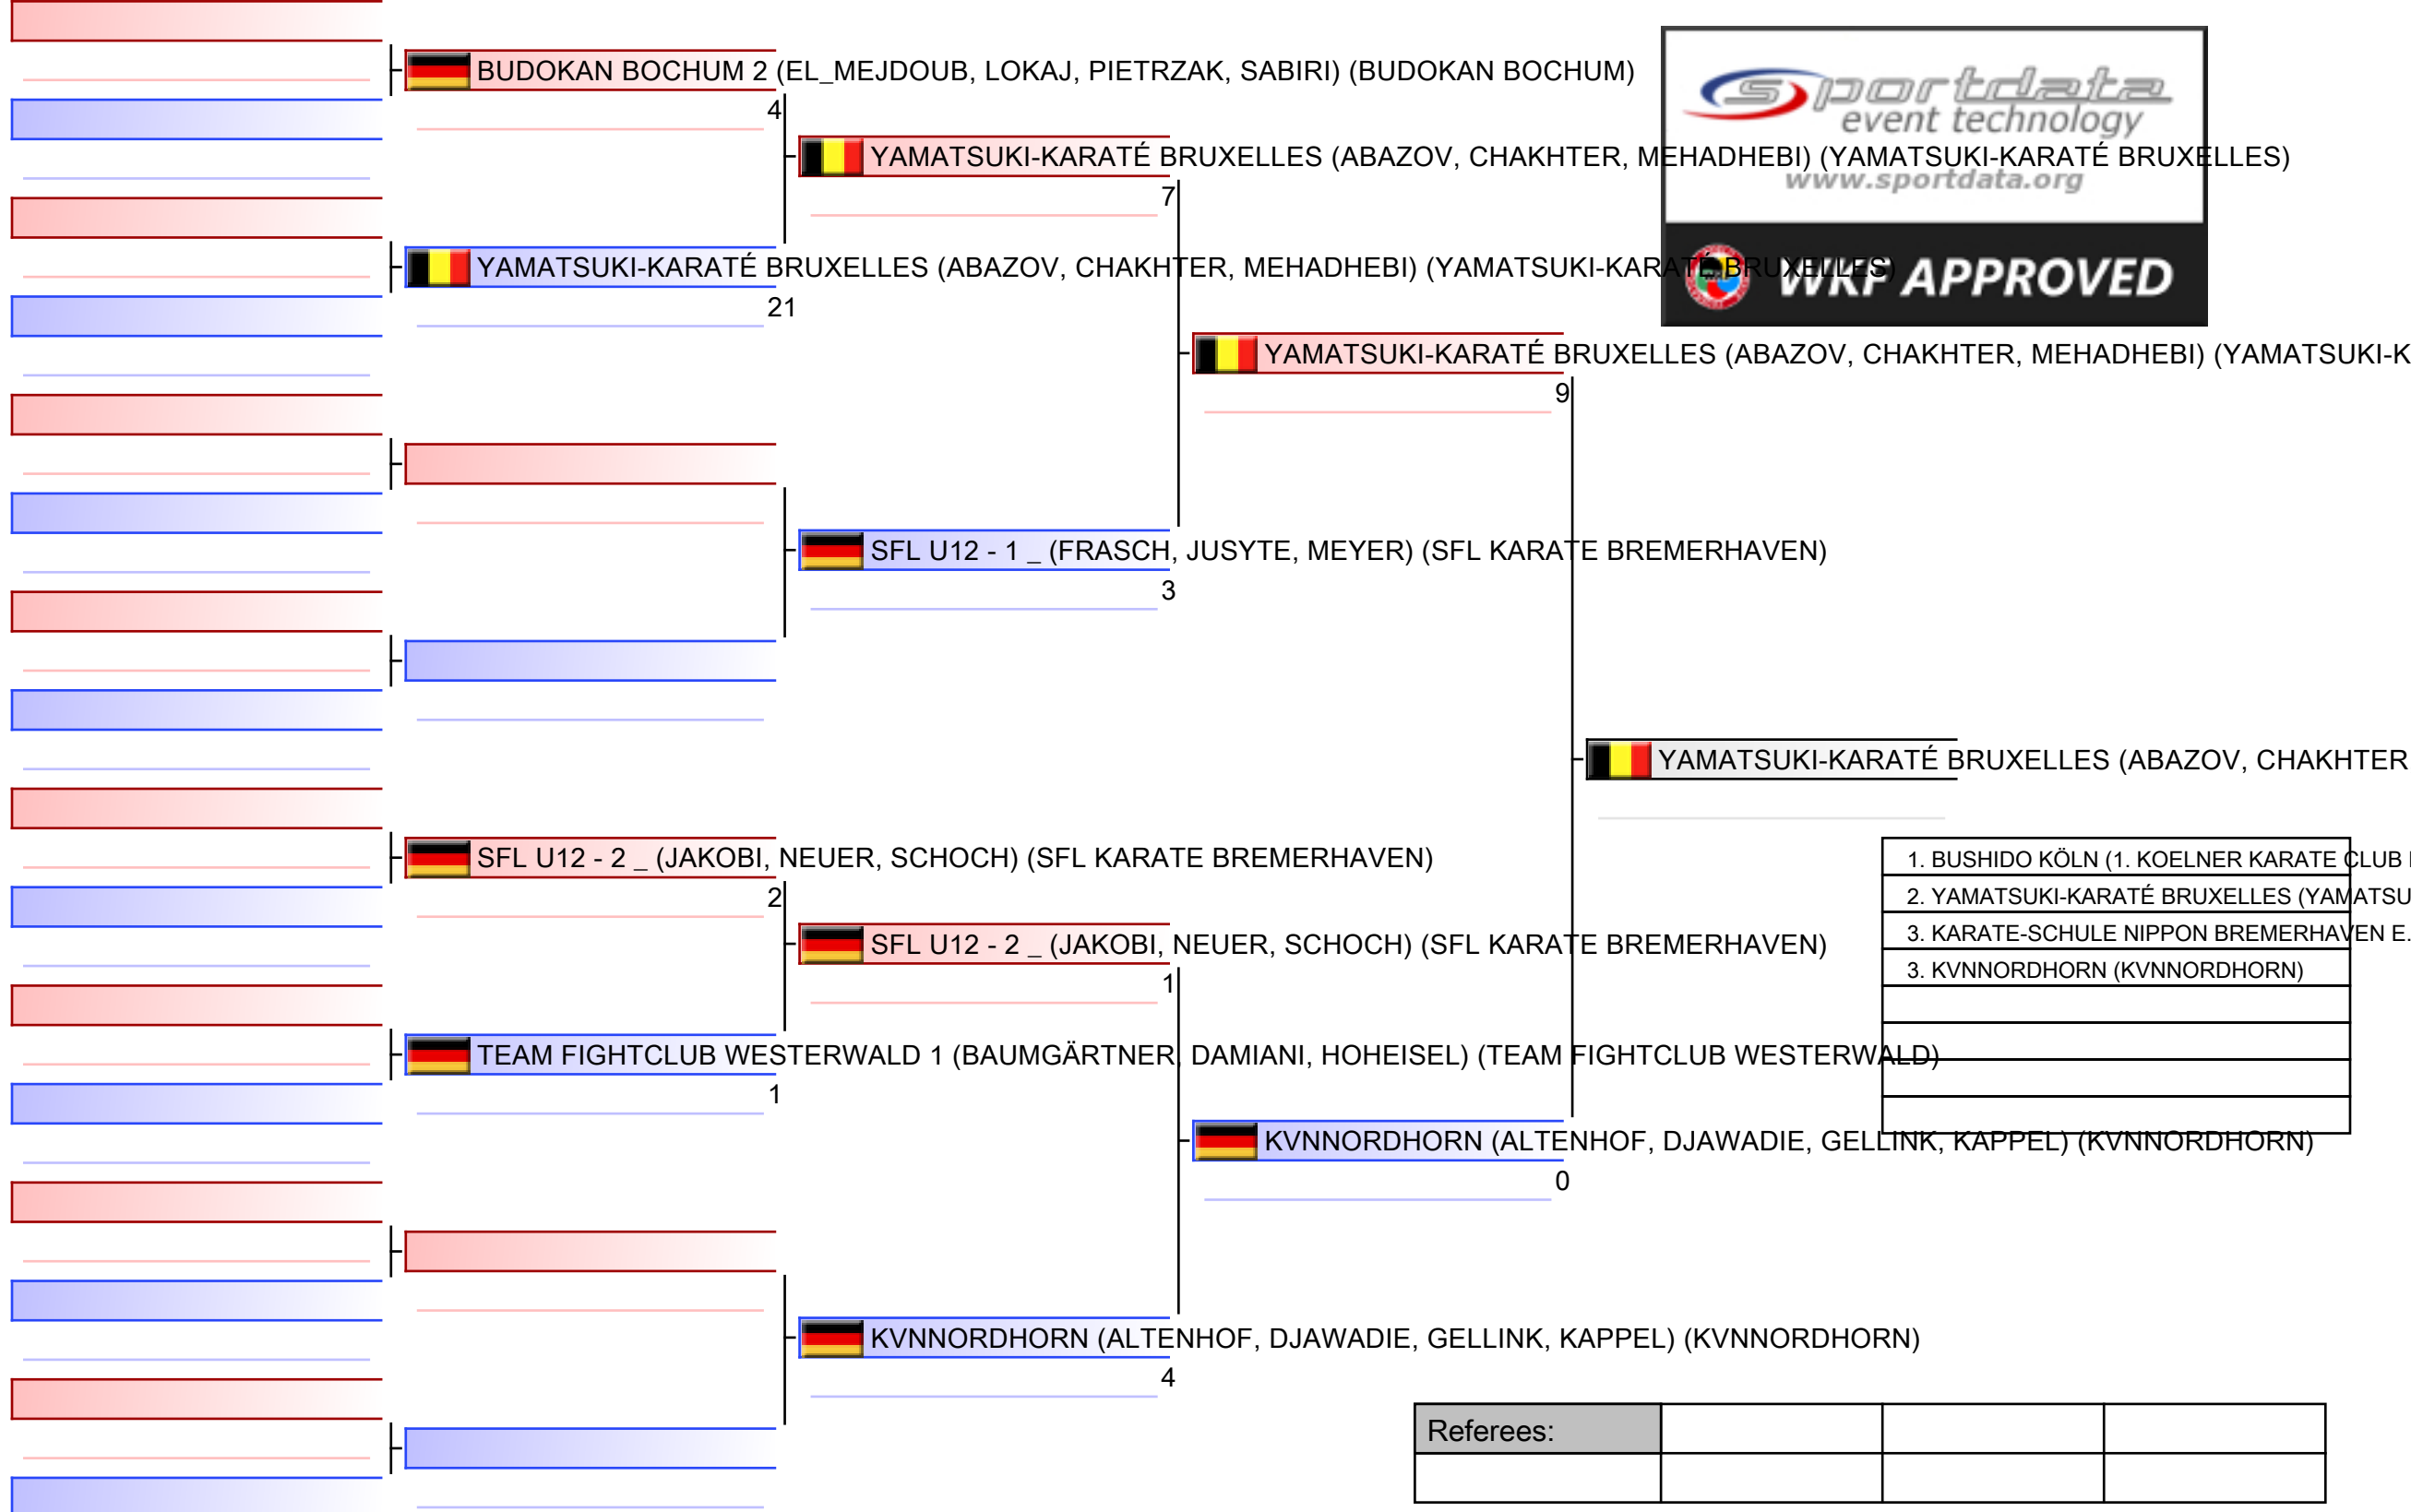 BUDOKAN BOCHUM 2 (EL_MEJDOUB, LOKAJ, PIETRZAK, SABIRI) (BUDOKAN BOCHUM)
4
sportdata
event technology
www.sportdata.org
WKF APPROVED
YAMATSUKI-KARATÉ BRUXELLES (ABAZOV, CHAKHTER, MEHADHEBI) (YAMATSUKI-KARATÉ BRUXELLES)
7
YAMATSUKI-KARATÉ BRUXELLES (ABAZOV, CHAKHTER, MEHADHEBI) (YAMATSUKI-KARATÉ BRUXELLES)
21
YAMATSUKI-KARATÉ BRUXELLES (ABAZOV, CHAKHTER, MEHADHEBI) (YAMATSUKI-K
9
SFL U12 - 1 _ (FRASCH, JUSYTE, MEYER) (SFL KARATE BREMERHAVEN)
3
YAMATSUKI-KARATÉ BRUXELLES (ABAZOV, CHAKHTER
SFL U12 - 2 _ (JAKOBI, NEUER, SCHOCH) (SFL KARATE BREMERHAVEN)
2
1. BUSHIDO KÖLN (1. KOELNER KARATE CLUB
2. YAMATSUKI-KARATÉ BRUXELLES (YAMATSU
3. KARATE-SCHULE NIPPON BREMERHAVEN E.
3. KVNNORDHORN (KVNNORDHORN)
SFL U12 - 2 _ (JAKOBI, NEUER, SCHOCH) (SFL KARATE BREMERHAVEN)
1
TEAM FIGHTCLUB WESTERWALD 1 (BAUMGÄRTNER, DAMIANI, HOHEISEL) (TEAM FIGHTCLUB WESTERWALD)
1
KVNNORDHORN (ALTENHOF, DJAWADIE, GELLINK, KAPPEL) (KVNNORDHORN)
0
KVNNORDHORN (ALTENHOF, DJAWADIE, GELLINK, KAPPEL) (KVNNORDHORN)
4
Referees: